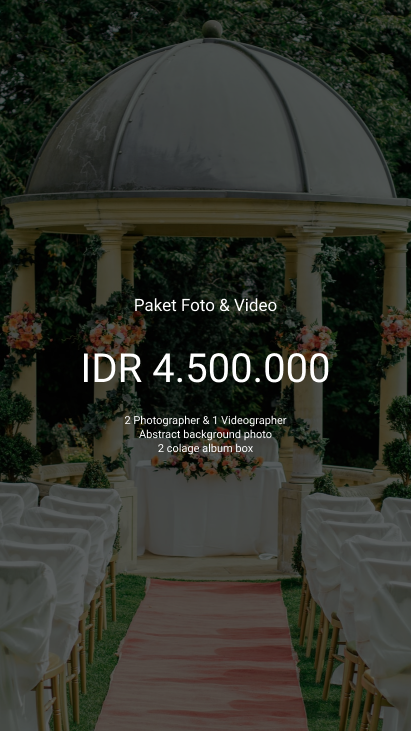 Paket Foto & Video
IDR 4.500.000
2 Photographer & 1 Videographer
Abstract background photo
2 colage album box